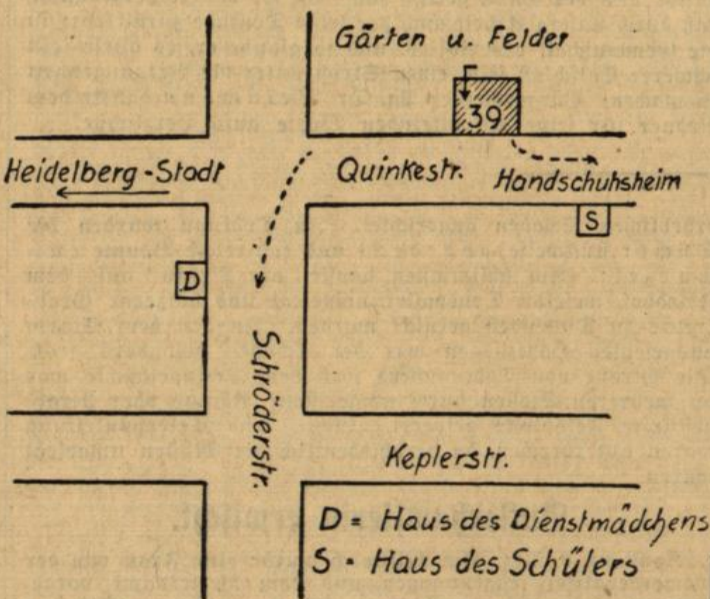 Gärten u. Felder
F
39
Heidelberg-Stadt
Quinkestr.
Handschuhsheim
S
D
Schröderstr.
Keplerstr.
D = Haus des Dienstmädchens
S = Haus des Schülers